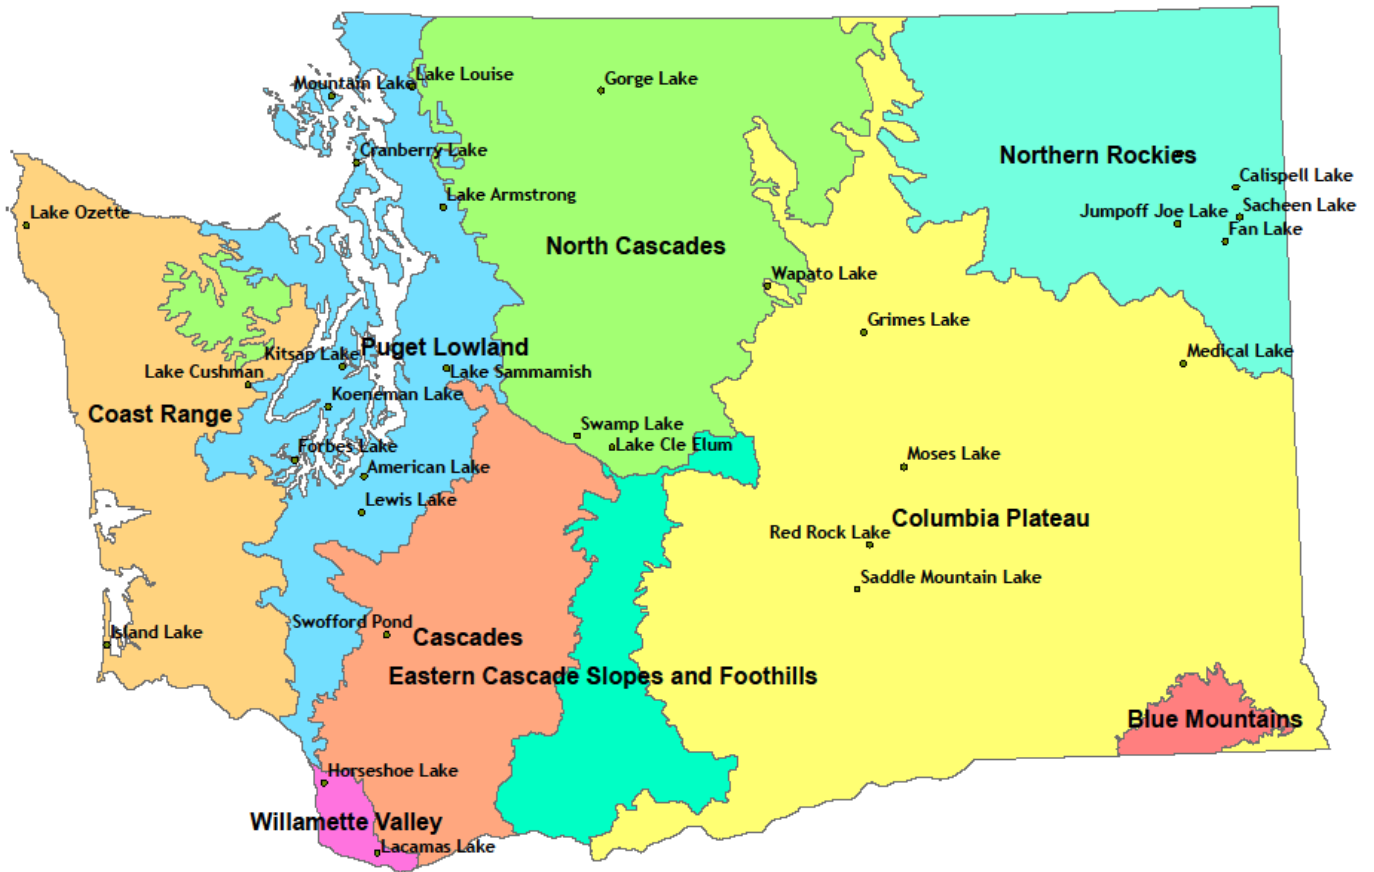 Lake Louise
Mountain Lake
Gorge Lake
Cranberry Lake
Northern Rockies
Calispell Lake
Lake Armstrong
Lake Ozette
Jumpoff Joe Lake
Sacheen Lake
Fan Lake
North Cascades
Wapato Lake
Grimes Lake
Puget Lowland
Kitsap Lake
Medical Lake
Lake Cushman
Lake Sammamish
Koeneman Lake
Coast Range
Swamp Lake
Forbes Lake
Lake Cle Elum
Moses Lake
American Lake
Lewis Lake
Columbia Plateau
Red Rock Lake
Saddle Mountain Lake
Swofford Pond
Island Lake
Cascades
Eastern Cascade Slopes and Foothills
Blue Mountains
Horseshoe Lake
Willamette Valley
Lacamas Lake